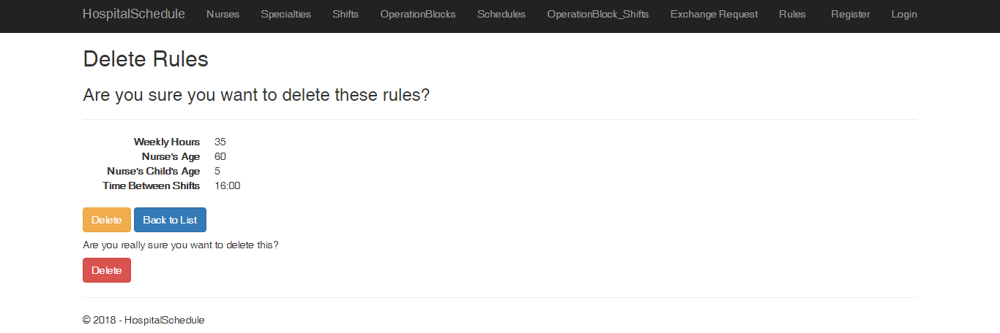 HospitalSchedule Nurses Specialties Shifts OperationBlocks Schedules OperationBlock_Shifts Exchange Request Rules Register Login
Delete Rules
Are you sure you want to delete these rules?
Weekly Hours 35
Nurse's Age 60
Nurse's Child's Age 5
Time Between Shifts 16:00
Delete Back to List
Are you really sure you want to delete this?
Delete
© 2018 - HospitalSchedule